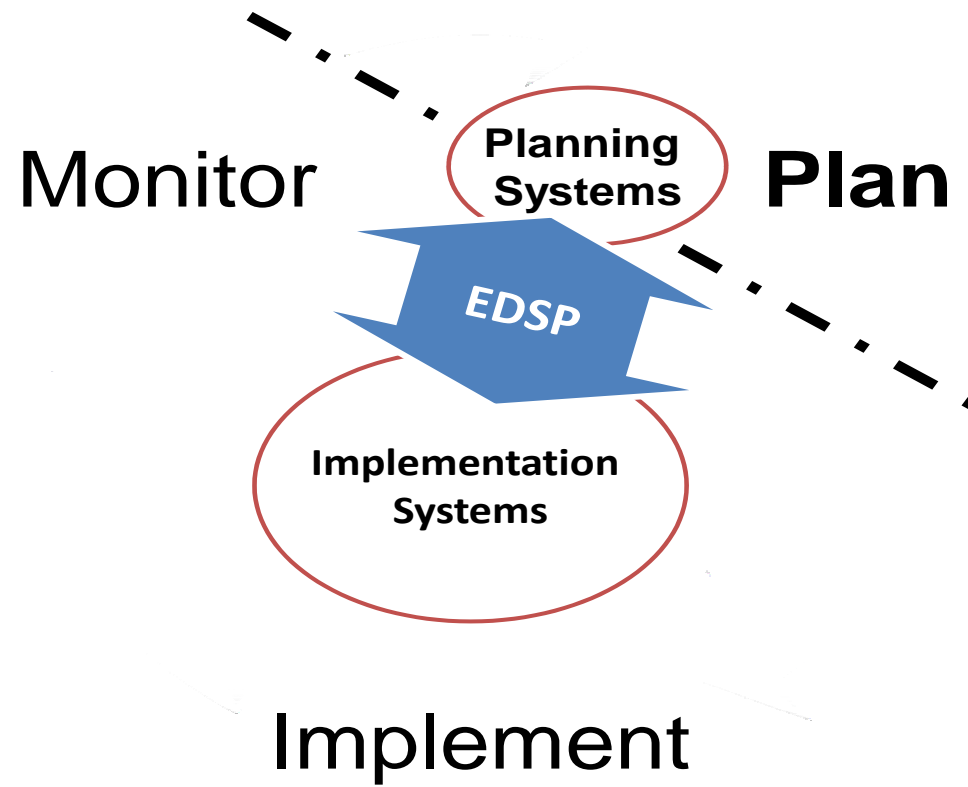 Planning
Systems
Monitor
Plan
EDSP
Implementation
Systems
Implement